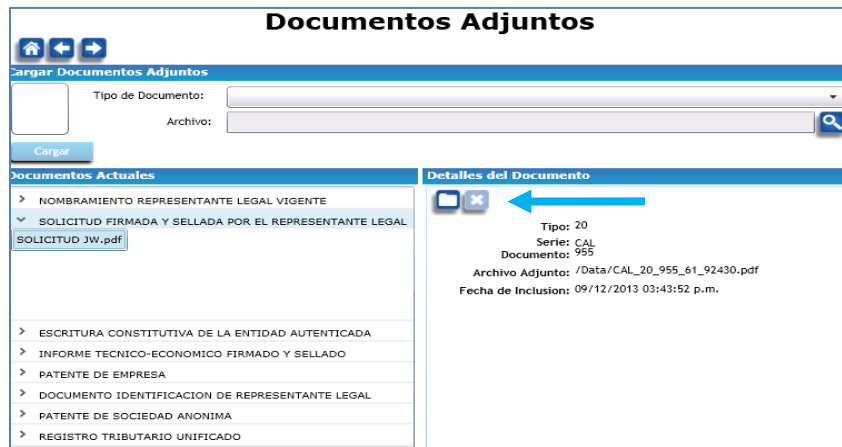 Documentos Adjuntos
Cargar Documentos Adjuntos
Tipo de Documento:
Archivo:
Cargar
Documentos Actuales
NOMBRAMIENTO REPRESENTANTE LEGAL VIGENTE
SOLICITUD FIRMADA Y SELLADA POR EL REPRESENTANTE LEGAL
SOLICITUD JW.pdf
ESCRITURA CONSTITUTIVA DE LA ENTIDAD AUTENTICADA
INFORME TECNICO-ECONOMICO FIRMADO Y SELLADO
PATENTE DE EMPRESA
DOCUMENTO IDENTIFICACION DE REPRESENTANTE LEGAL
PATENTE DE SOCIEDAD ANONIMA
REGISTRO TRIBUTARIO UNIFICADO
Detalles del Documento
Tipo: 20
Serie: CAL
Documento: 955
Archivo Adjunto: /Data/CAL_20_955_61_92430.pdf
Fecha de Inclusion: 09/12/2013 03:43:52 p.m.